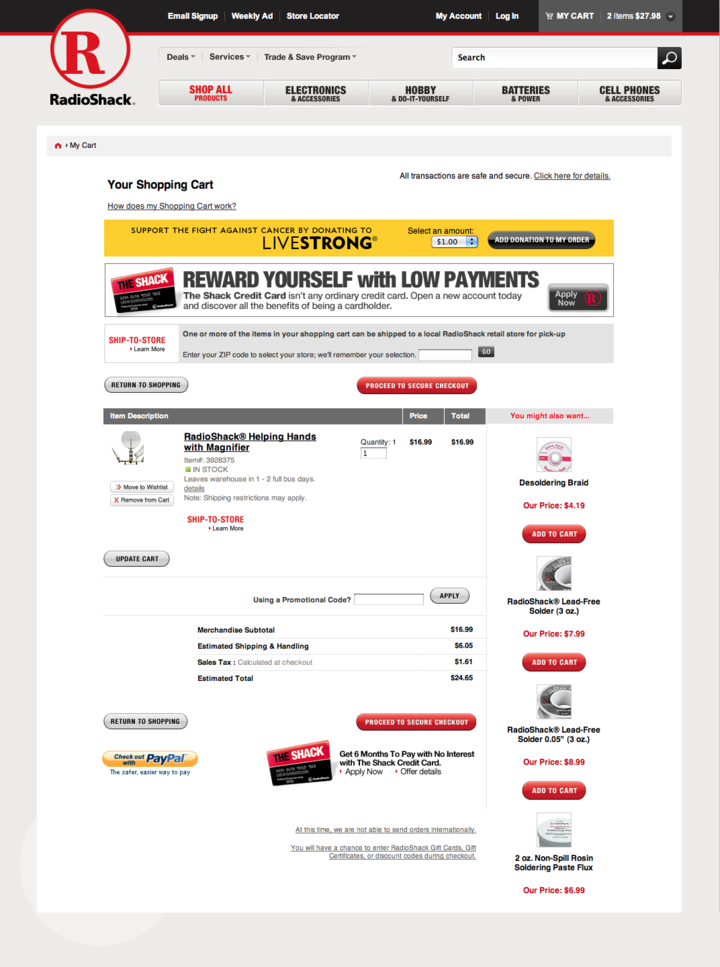 Email Signup
Weekly Ad
Store Locator
My Account
Log In
MY CART
2 items $27.98
R
RadioShack.
Deals
Services
Trade & Save Program
Search
SHOP ALL
PRODUCTS
ELECTRONICS
& ACCESSORIES
HOBBY
& DO-IT-YOURSELF
BATTERIES
& POWER
CELL PHONES
& ACCESSORIES
My Cart
Your Shopping Cart
All transactions are safe and secure. Click here for details.
How does my Shopping Cart work?
SUPPORT THE FIGHT AGAINST CANCER BY DONATING TO
LIVESTRONG®
Select an amount:
$1.00
ADD DONATION TO MY ORDER
THE SHACK
REWARD YOURSELF with LOW PAYMENTS
The Shack Credit Card isn't any ordinary credit card. Open a new account today
and discover all the benefits of being a cardholder.
Apply
Now
R
SHIP-TO-STORE
Learn More
One or more of the items in your shopping cart can be shipped to a local RadioShack retail store for pick-up
Enter your ZIP code to select your store; we'll remember your selection.
GO
RETURN TO SHOPPING
PROCEED TO SECURE CHECKOUT
Item Description
Price
Total
RadioShack® Helping Hands
with Magnifier
Item#: 3928375
IN STOCK
Leaves warehouse in 1 - 2 full bus days.
details
Note: Shipping restrictions may apply.
SHIP-TO-STORE
Learn More
Quantity: 1
1
$16.99
$16.99
Move to Wishlist
X Remove from Cart
UPDATE CART
Using a Promotional Code?
APPLY
Merchandise Subtotal
$16.99
Estimated Shipping & Handling
$6.05
Sales Tax : Calculated at checkout
$1.61
Estimated Total
$24.65
RETURN TO SHOPPING
PROCEED TO SECURE CHECKOUT
Check out
with PayPal
The safer, easier way to pay
THE SHACK
Get 6 Months To Pay with No Interest
with The Shack Credit Card.
Apply Now
Offer details
At this time, we are not able to send orders internationally.
You will have a chance to enter RadioShack Gift Cards, Gift
Certificates, or discount codes during checkout.
You might also want...
Desoldering Braid
Our Price: $4.19
ADD TO CART
RadioShack® Lead-Free
Solder (3 oz.)
Our Price: $7.99
ADD TO CART
RadioShack® Lead-Free
Solder 0.05" (3 oz.)
Our Price: $8.99
ADD TO CART
2 oz. Non-Spill Rosin
Soldering Paste Flux
Our Price: $6.99